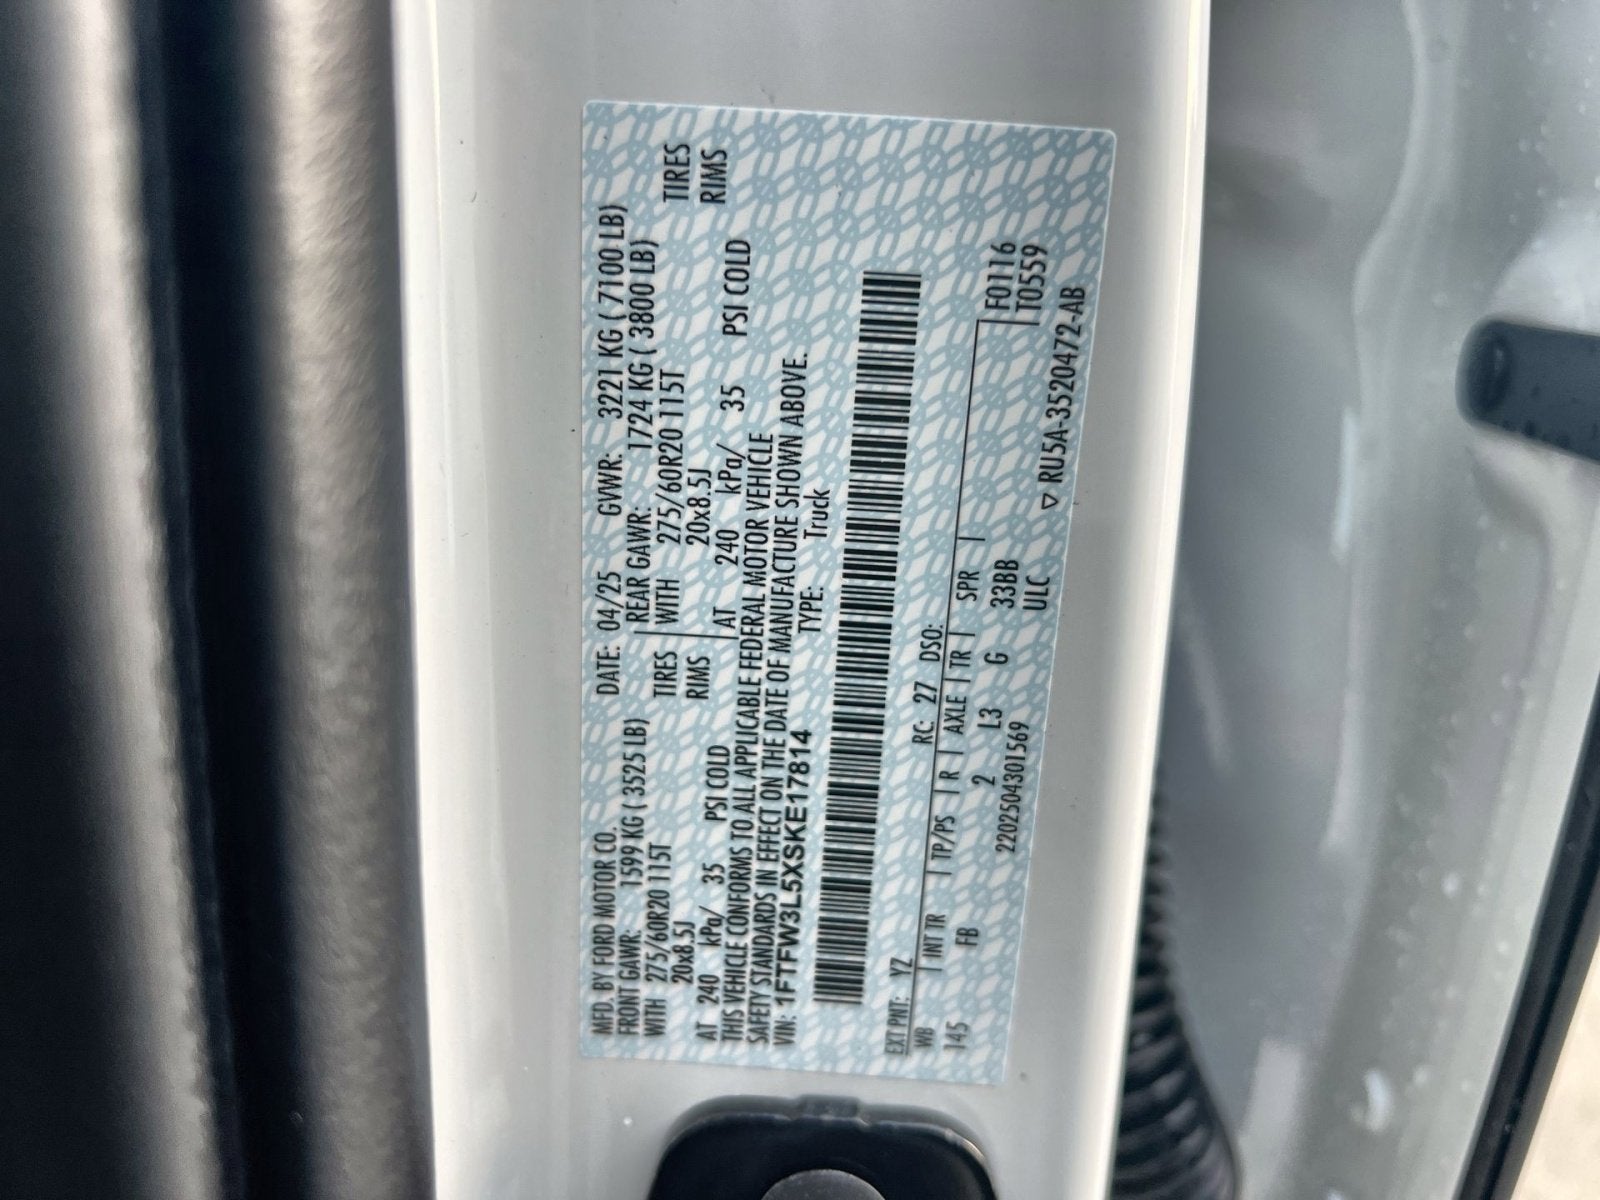 MFD. BY FORD MOTOR CO. DATE: 04/25 GVWR: 3221 KG ( 7100 LB)
FRONT GAWR: 1599 KG ( 3525 LB) REAR GAWR: 1724 KG ( 3800 LB)
WITH 275/60R20 115T TIRES WITH 275/60R20 115T TIRES
20x8.5J RIMS 20x8.5J RIMS
AT 240 kPa/ 35 PSI COLD AT 240 kPa/ 35 PSI COLD
THIS VEHICLE CONFORMS TO ALL APPLICABLE FEDERAL MOTOR VEHICLE
SAFETY STANDARDS IN EFFECT ON THE DATE OF MANUFACTURE SHOWN ABOVE.
VIN: 1FTFW3L5XSKE17814 TYPE: Truck
EXT PNT: YZ RC: 27 DSO:
WB INT TR TP/PS R AXLE TR SPR F0116
145 FB 2 L3 G 33BB T0559
2202504301569 ULC
▽ RU5A-3520472-AB